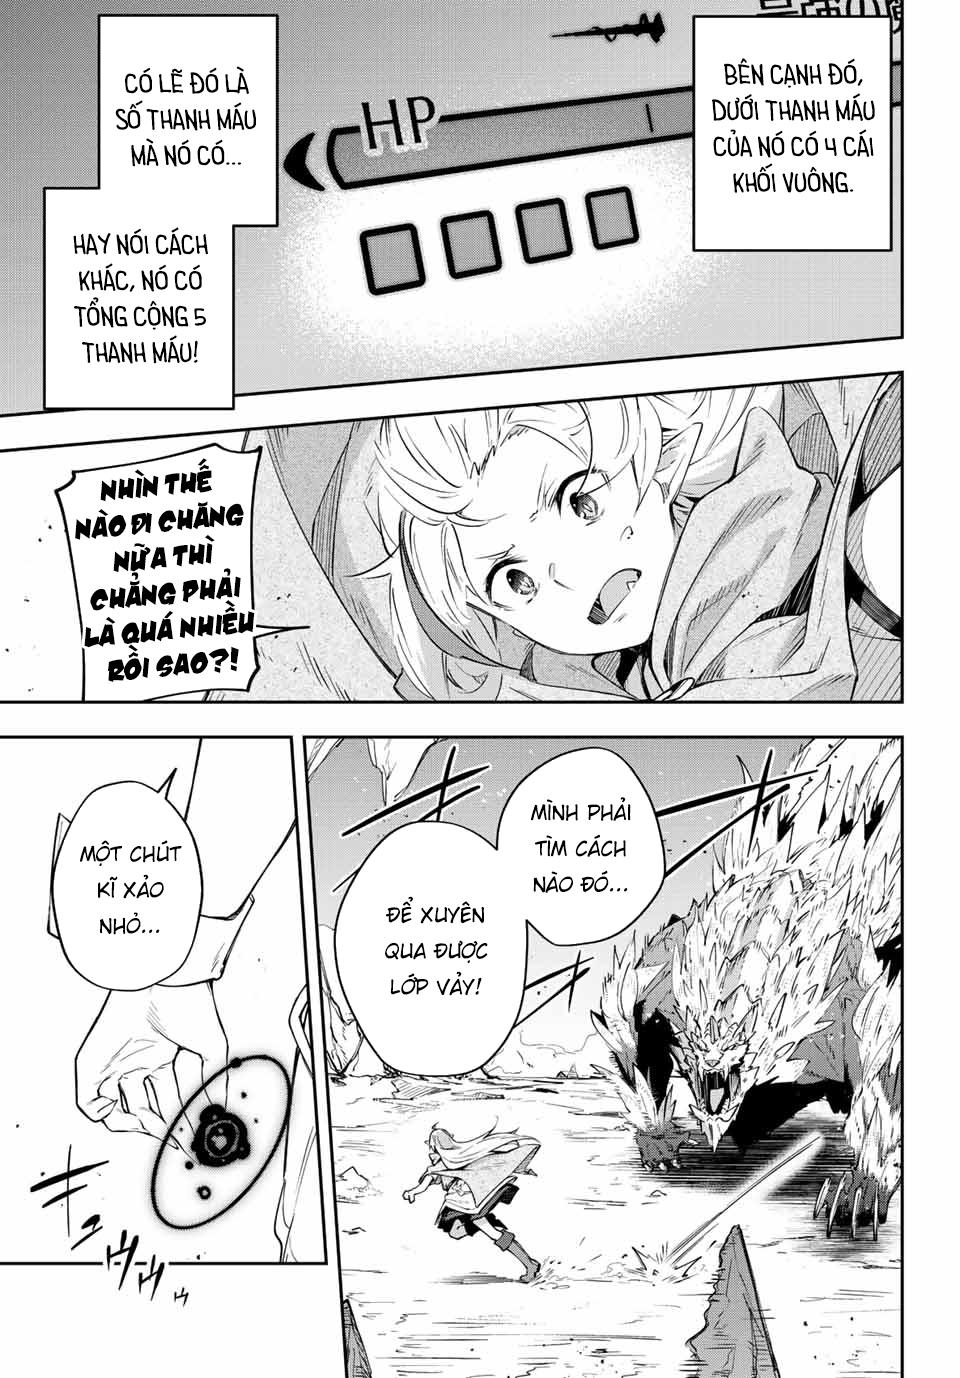 BÊN CẠNH ĐÓ,
DƯỚI THANH MÁU
CỦA NÓ CÓ 4 CÁI
KHỐI VUÔNG.
HP
CÓ LẼ ĐÓ LÀ
SỐ THANH MÁU
MÀ NÓ CÓ...
HAY NÓI CÁCH
KHÁC, NÓ CÓ
TỔNG CỘNG 5
THANH MÁU!
NHÌN THẾ
NÀO ĐI CHĂNG
NỮA THÌ
CHẲNG PHẢI
LÀ QUÁ NHIỀU
RỒI SAO?!
MÌNH PHẢI
TÌM CÁCH
NÀO ĐÓ...
ĐỂ XUYÊN
QUA ĐƯỢC
LỚP VẢY!
MỘT CHÚT
KĨ XẢO
NHỎ...